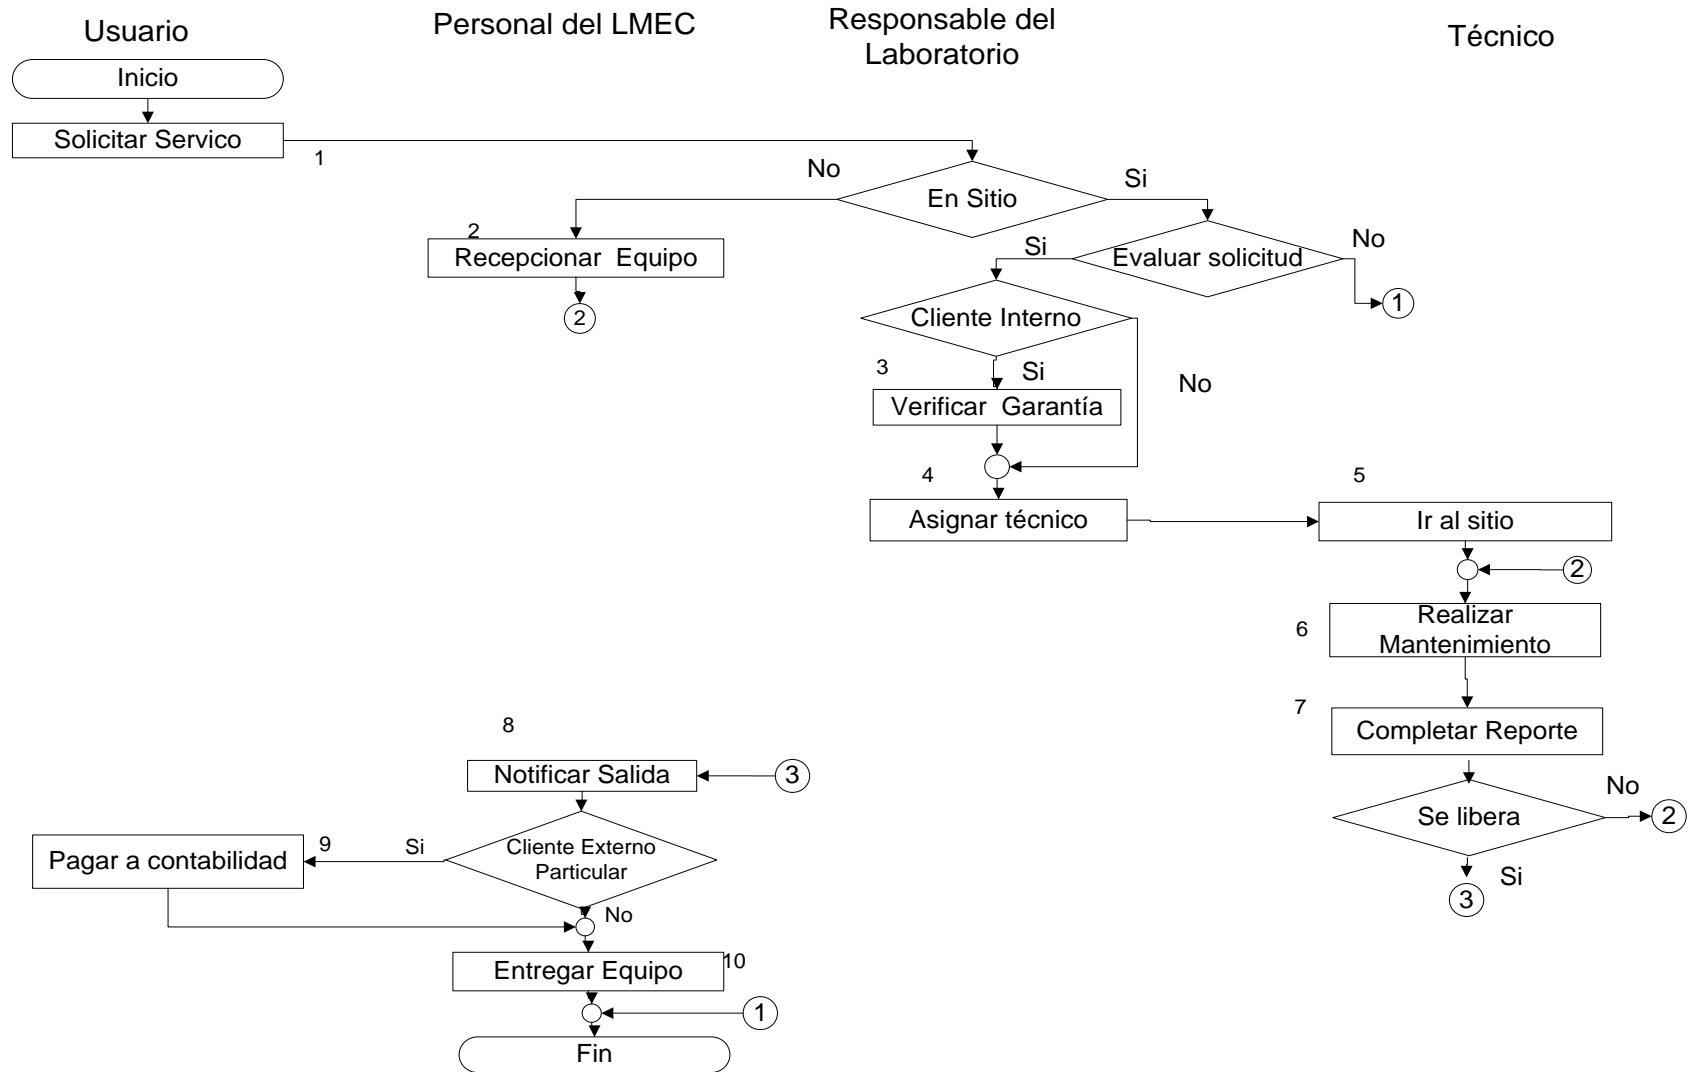 Usuario
Personal del LMEC
Responsable del
Laboratorio
Técnico
Inicio
Solicitar Servico
1
No
En Sitio
Si
2
Recepcionar Equipo
2
Si
Evaluar solicitud
No
1
Cliente Interno
3
Si
No
Verificar Garantía
4
Asignar técnico
5
Ir al sitio
2
6
Realizar
Mantenimiento
7
Completar Reporte
8
Notificar Salida
3
Se libera
No
2
Si
3
Pagar a contabilidad
9
Si
Cliente Externo
Particular
No
Entregar Equipo
10
1
Fin